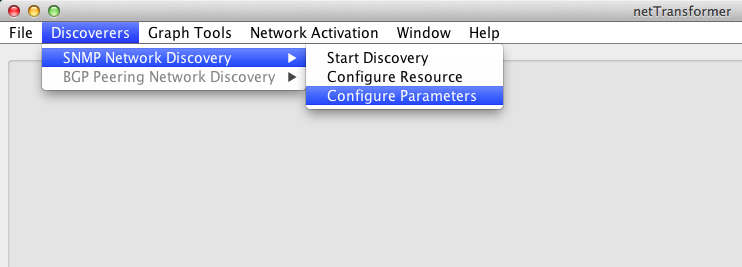 netTransformer
File Discoverers Graph Tools Network Activation Window Help
SNMP Network Discovery
BGP Peering Network Discovery
Start Discovery
Configure Resource
Configure Parameters